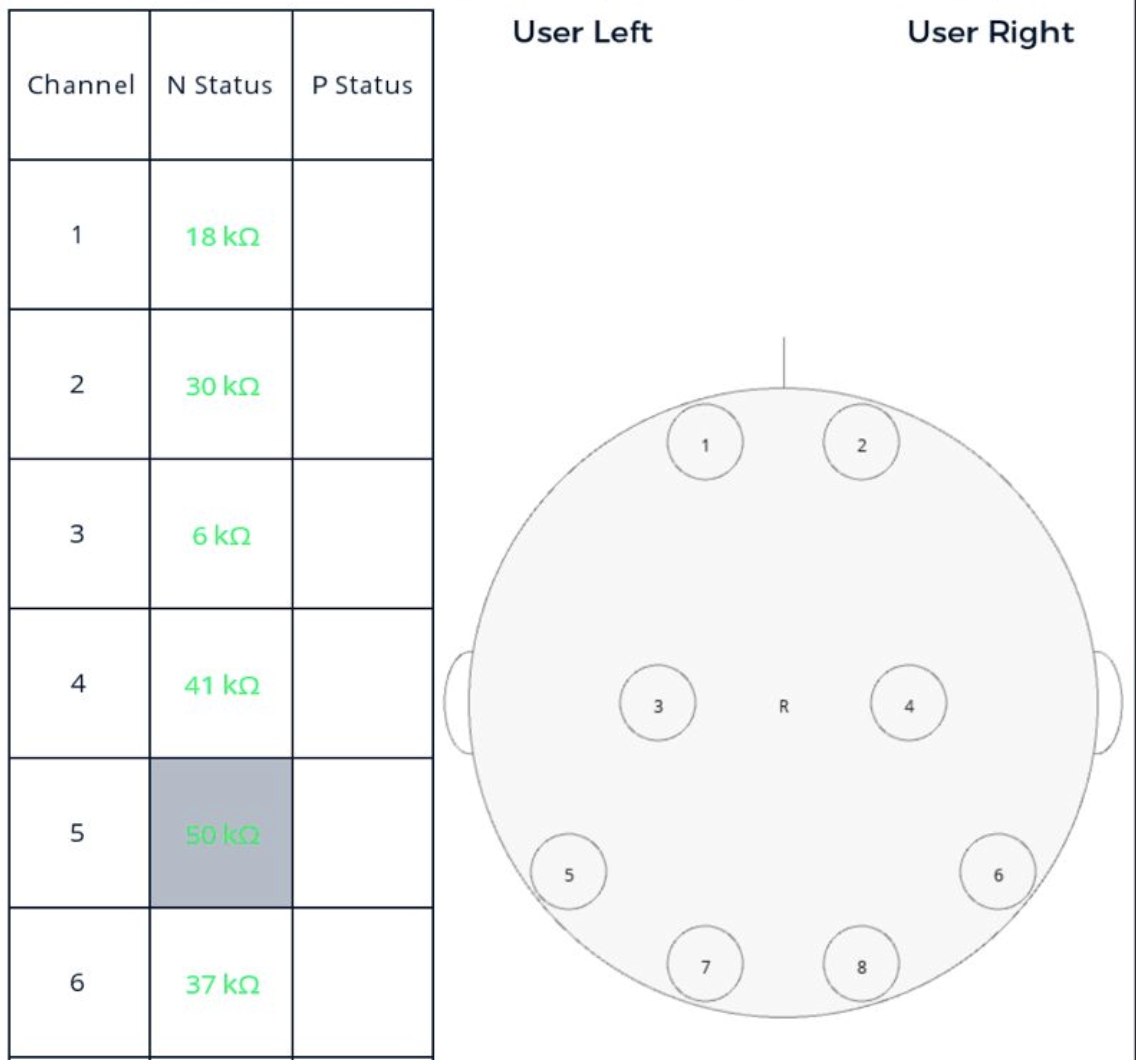 Channel N Status P Status
1 18 kΩ
2 30 kΩ
3 6 kΩ
4 41 kΩ
5 50 kΩ
6 37 kΩ
User Left User Right
1 2
3 R 4
5 6
7 8